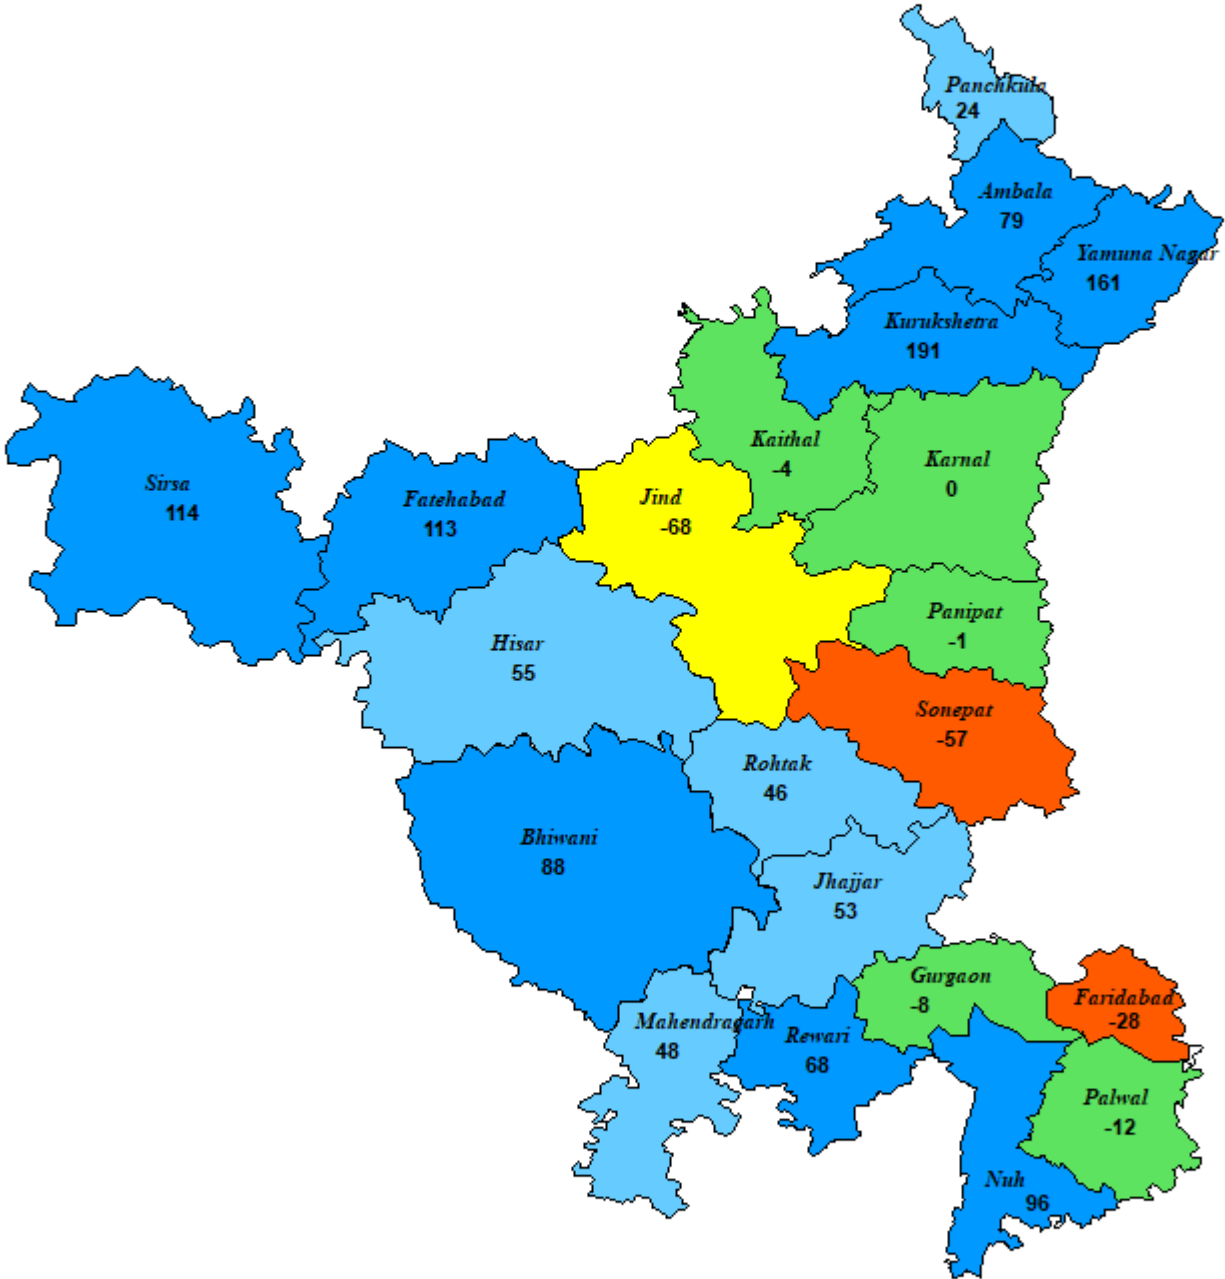 Panchkula
24
Ambala
79
Yamuna Nagar
161
Kurukshetra
191
Kaithal
-4
Karnal
0
Sirsa
114
Fatehabad
113
Jind
-68
Panipat
-1
Hisar
55
Sonepat
-57
Rohtak
46
Bhiwani
88
Jhajjar
53
Gurgaon
-8
Faridabad
-28
Mahendragarh
48
Rewari
68
Palwal
-12
Nuh
96